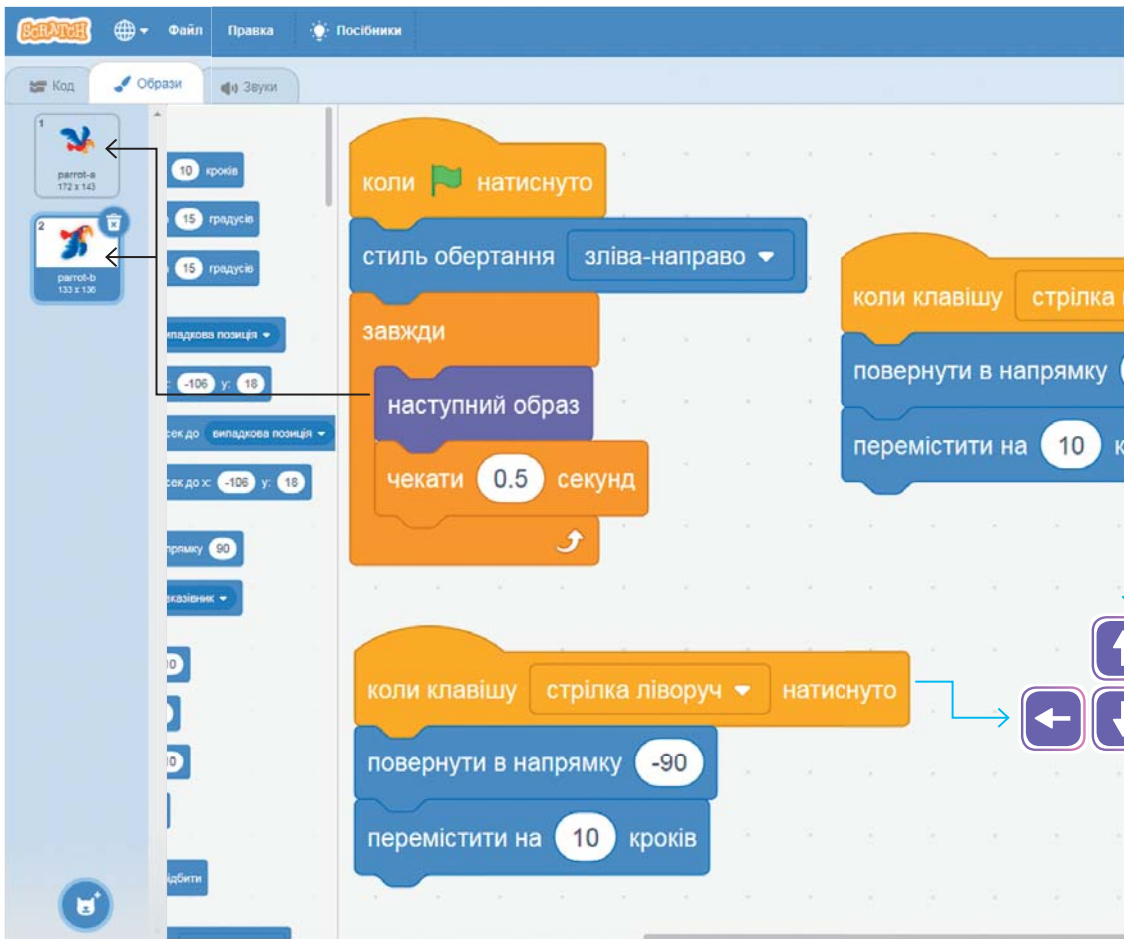 SCRATCH Файл Правка Посібники
Код Образи Звуки
1
parrot-a
172 x 143
2
parrot-b
133 x 136
10 кроків
15 градусів
15 градусів
позиція
-106 y: 18
сек до випадкова позиція
сек до x: -106 y: 18
90
коли натиснуто
стиль обертання зліва-направо
завжди
наступний образ
чекати 0.5 секунд
коли клавішу стрілка
повернути в напрямку
перемістити на 10
коли клавішу стрілка ліворуч натиснуто
повернути в напрямку -90
перемістити на 10 кроків